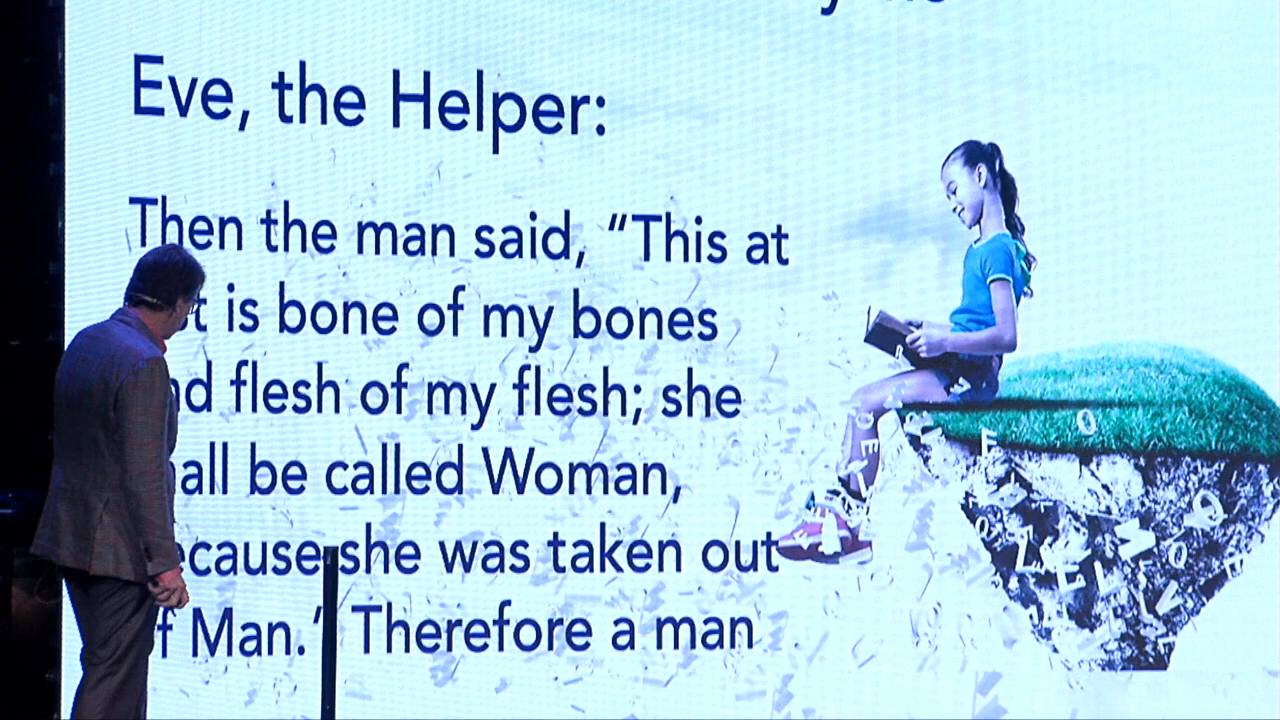 Eve, the Helper:
Then the man said, “This at
is bone of my bones
flesh of my flesh; she
be called Woman,
she was taken out
Man.” Therefore a man